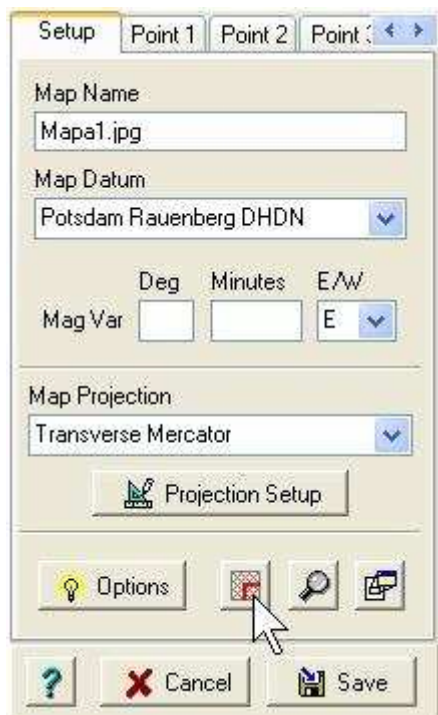 Setup Point 1 Point 2 Point
Map Name
Mapa1.jpg
Map Datum
Potsdam Rauenberg DHDN
Deg Minutes E/W
Mag Var E
Map Projection
Transverse Mercator
Projection Setup
Options
? Cancel Save